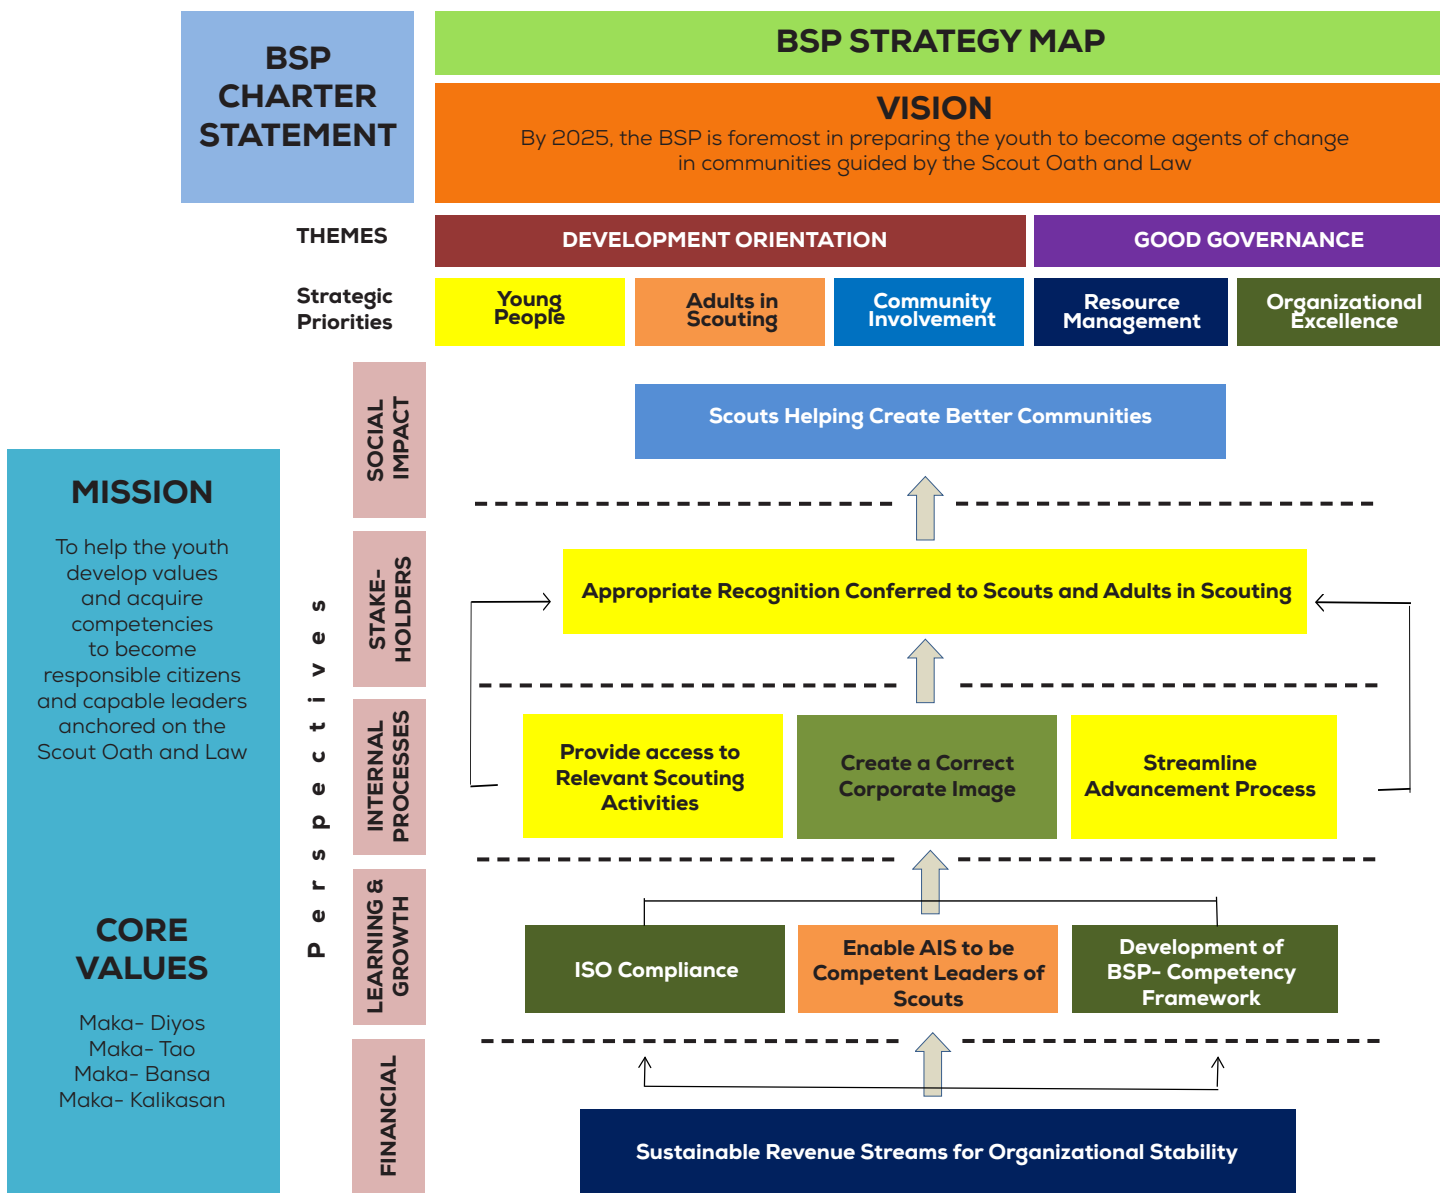 BSP
CHARTER
STATEMENT
BSP STRATEGY MAP
VISION
By 2025, the BSP is foremost in preparing the youth to become agents of change
in communities guided by the Scout Oath and Law
THEMES
DEVELOPMENT ORIENTATION
GOOD GOVERNANCE
Strategic
Priorities
Young
People
Adults in
Scouting
Community
Involvement
Resource
Management
Organizational
Excellence
MISSION
To help the youth
develop values
and acquire
competencies
to become
responsible citizens
and capable leaders
anchored on the
Scout Oath and Law
CORE
VALUES
Maka- Diyos
Maka- Tao
Maka- Bansa
Maka- Kalikasan
Perspectives
SOCIAL
IMPACT
Scouts Helping Create Better Communities
STAKE-
HOLDERS
Appropriate Recognition Conferred to Scouts and Adults in Scouting
INTERNAL
PROCESSES
Provide access to
Relevant Scouting
Activities
Create a Correct
Corporate Image
Streamline
Advancement Process
LEARNING &
GROWTH
ISO Compliance
Enable AIS to be
Competent Leaders of
Scouts
Development of
BSP- Competency
Framework
FINANCIAL
Sustainable Revenue Streams for Organizational Stability